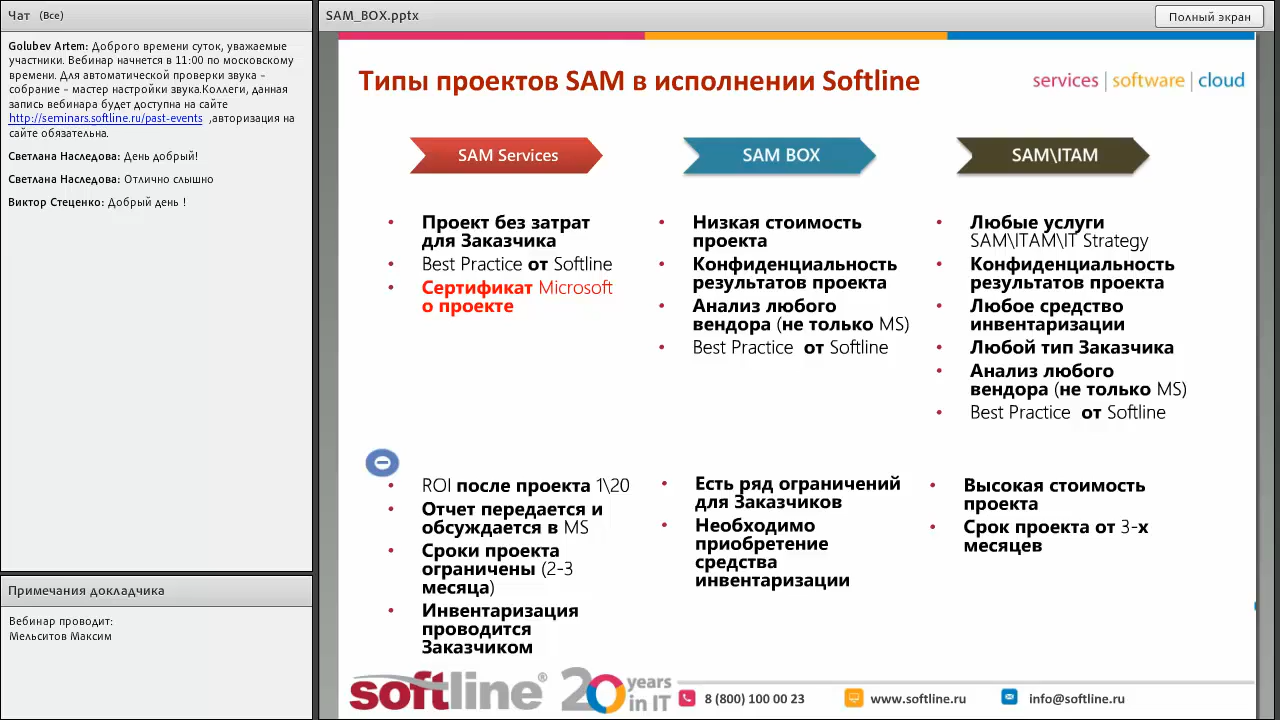 Чат (Все)
Golubev Artem: Доброго времени суток, уважаемые
участники. Вебинар начнется в 11:00 по московскому
времени. Для автоматической проверки звука –
собрание – мастер настройки звука.Коллеги, данная
запись вебинара будет доступна на сайте
http://seminars.softline.ru/past-events ,авторизация на
сайте обязательна.
Светлана Наследова: День добрый!
Светлана Наследова: Отлично слышно
Виктор Стеценко: Добрый день !
Примечания докладчика
Вебинар проводит:
Мельситов Максим
SAM_BOX.pptx
Полный экран
Типы проектов SAM в исполнении Softline
services | software | cloud
SAM Services
• Проект без затрат
для Заказчика
• Best Practice от Softline
• Сертификат Microsoft
о проекте
SAM BOX
• Низкая стоимость
проекта
• Конфиденциальность
результатов проекта
• Анализ любого
вендора (не только MS)
• Best Practice от Softline
SAM\ITAM
• Любые услуги
SAM\ITAM\IT Strategy
• Конфиденциальность
результатов проекта
• Любое средство
инвентаризации
• Любой тип Заказчика
• Анализ любого
вендора (не только MS)
• Best Practice от Softline
• ROI после проекта 1\20
• Отчет передается и
обсуждается в MS
• Сроки проекта
ограничены (2-3
месяца)
• Инвентаризация
проводится
Заказчиком
• Есть ряд ограничений
для Заказчиков
• Необходимо
приобретение
средства
инвентаризации
• Высокая стоимость
проекта
• Срок проекта от 3-х
месяцев
softline®
20 years
in IT
8 (800) 100 00 23
www.softline.ru
info@softline.ru